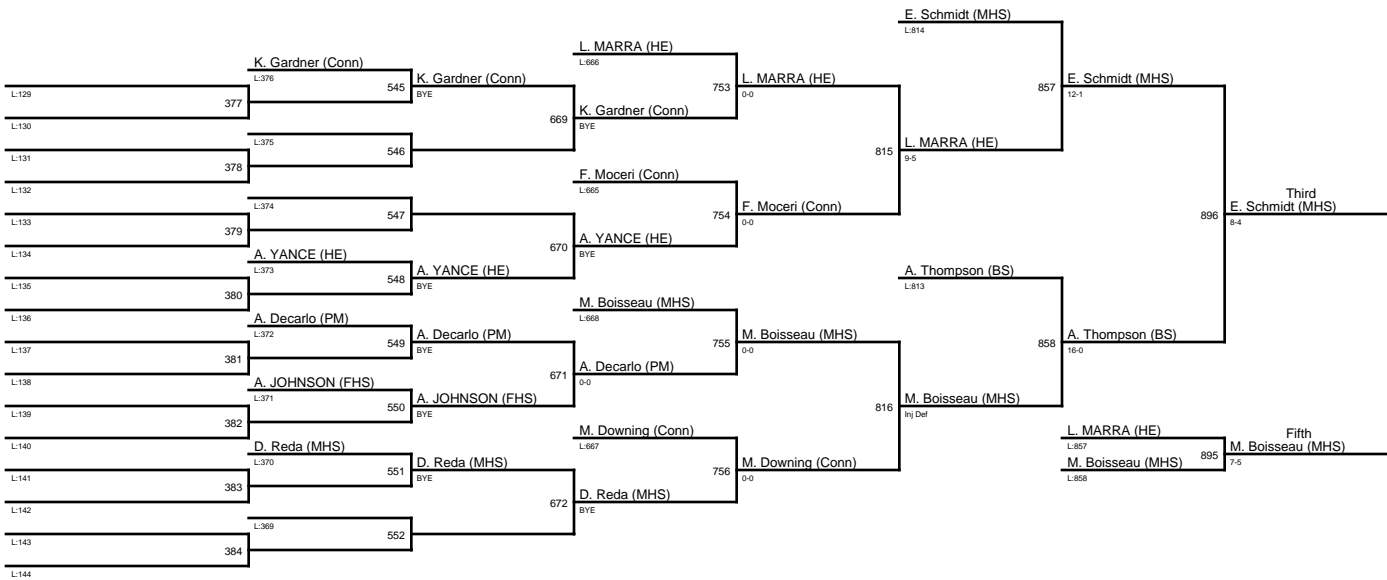 E. Schmidt (MHS)
L:814
L. MARRA (HE)
L:666
K. Gardner (Conn)
L:376
545
K. Gardner (Conn)
BYE
753
L. MARRA (HE)
0-0
857
E. Schmidt (MHS)
12-1
L:129
377
L:130
669
K. Gardner (Conn)
BYE
L:375
546
815
L. MARRA (HE)
9-5
L:131
378
L:132
F. Moceri (Conn)
L:665
L:374
547
754
F. Moceri (Conn)
0-0
896
Third
E. Schmidt (MHS)
8-4
L:133
379
L:134
670
A. YANCE (HE)
BYE
A. YANCE (HE)
L:373
548
A. YANCE (HE)
BYE
A. Thompson (BS)
L:813
L:135
380
L:136
M. Boisseau (MHS)
L:668
A. Decarlo (PM)
L:372
549
A. Decarlo (PM)
BYE
755
M. Boisseau (MHS)
0-0
858
A. Thompson (BS)
16-0
L:137
381
L:138
671
A. Decarlo (PM)
0-0
A. JOHNSON (FHS)
L:371
550
A. JOHNSON (FHS)
BYE
816
M. Boisseau (MHS)
Inj Def
L:139
382
L:140
M. Downing (Conn)
L:667
L. MARRA (HE)
L:857
D. Reda (MHS)
L:370
551
D. Reda (MHS)
BYE
756
M. Downing (Conn)
0-0
895
Fifth
M. Boisseau (MHS)
7-5
M. Boisseau (MHS)
L:858
L:141
383
L:142
672
D. Reda (MHS)
BYE
L:369
552
L:143
384
L:144